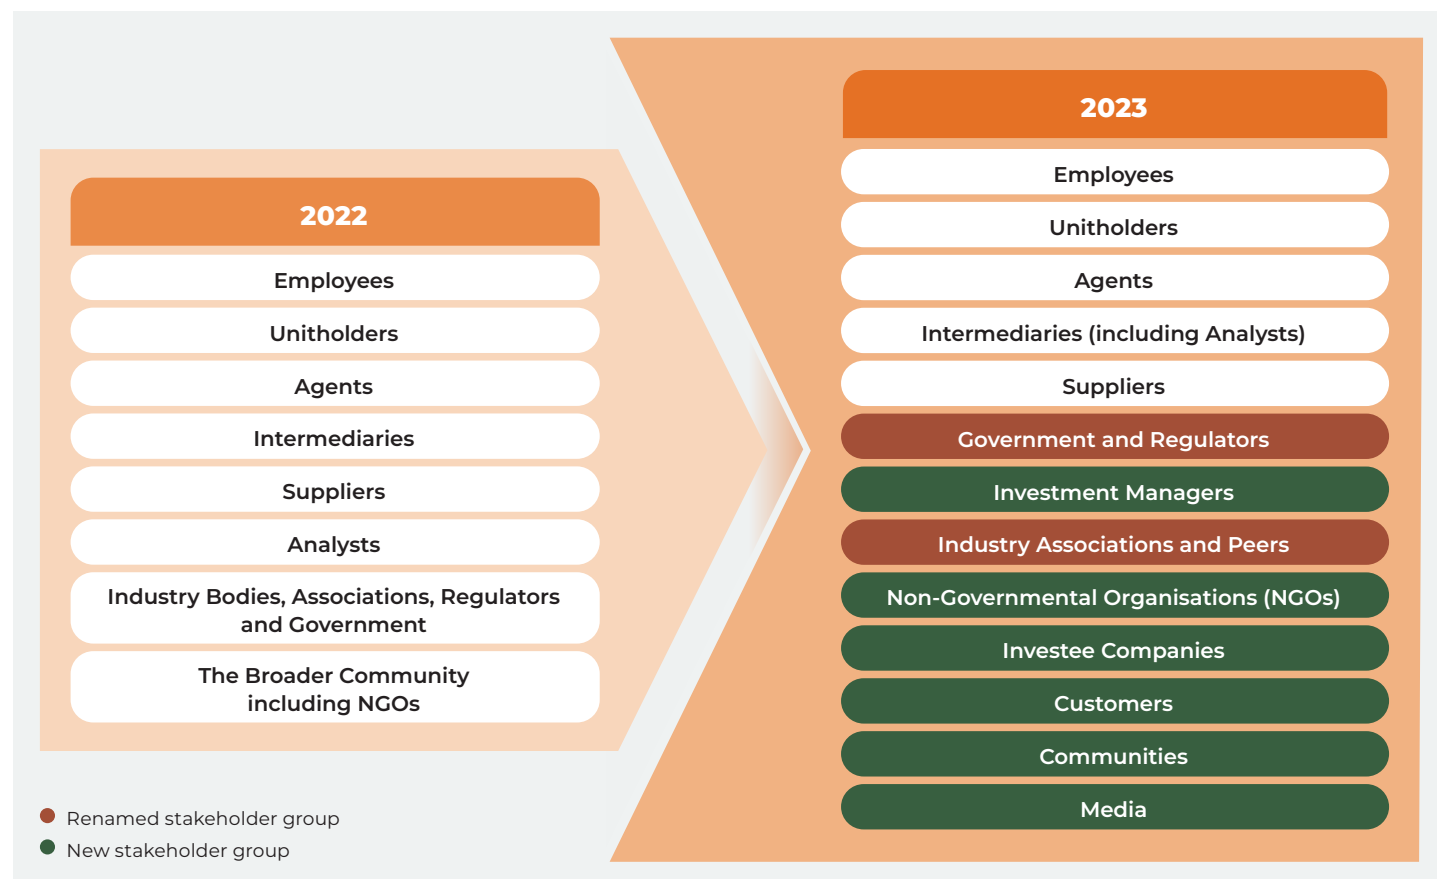 2022
Employees
Unitholders
Agents
Intermediaries
Suppliers
Analysts
Industry Bodies, Associations, Regulators
and Government
The Broader Community
including NGOs
2023
Employees
Unitholders
Agents
Intermediaries (including Analysts)
Suppliers
Government and Regulators
Investment Managers
Industry Associations and Peers
Non-Governmental Organisations (NGOs)
Investee Companies
Customers
Communities
Media
Renamed stakeholder group
New stakeholder group